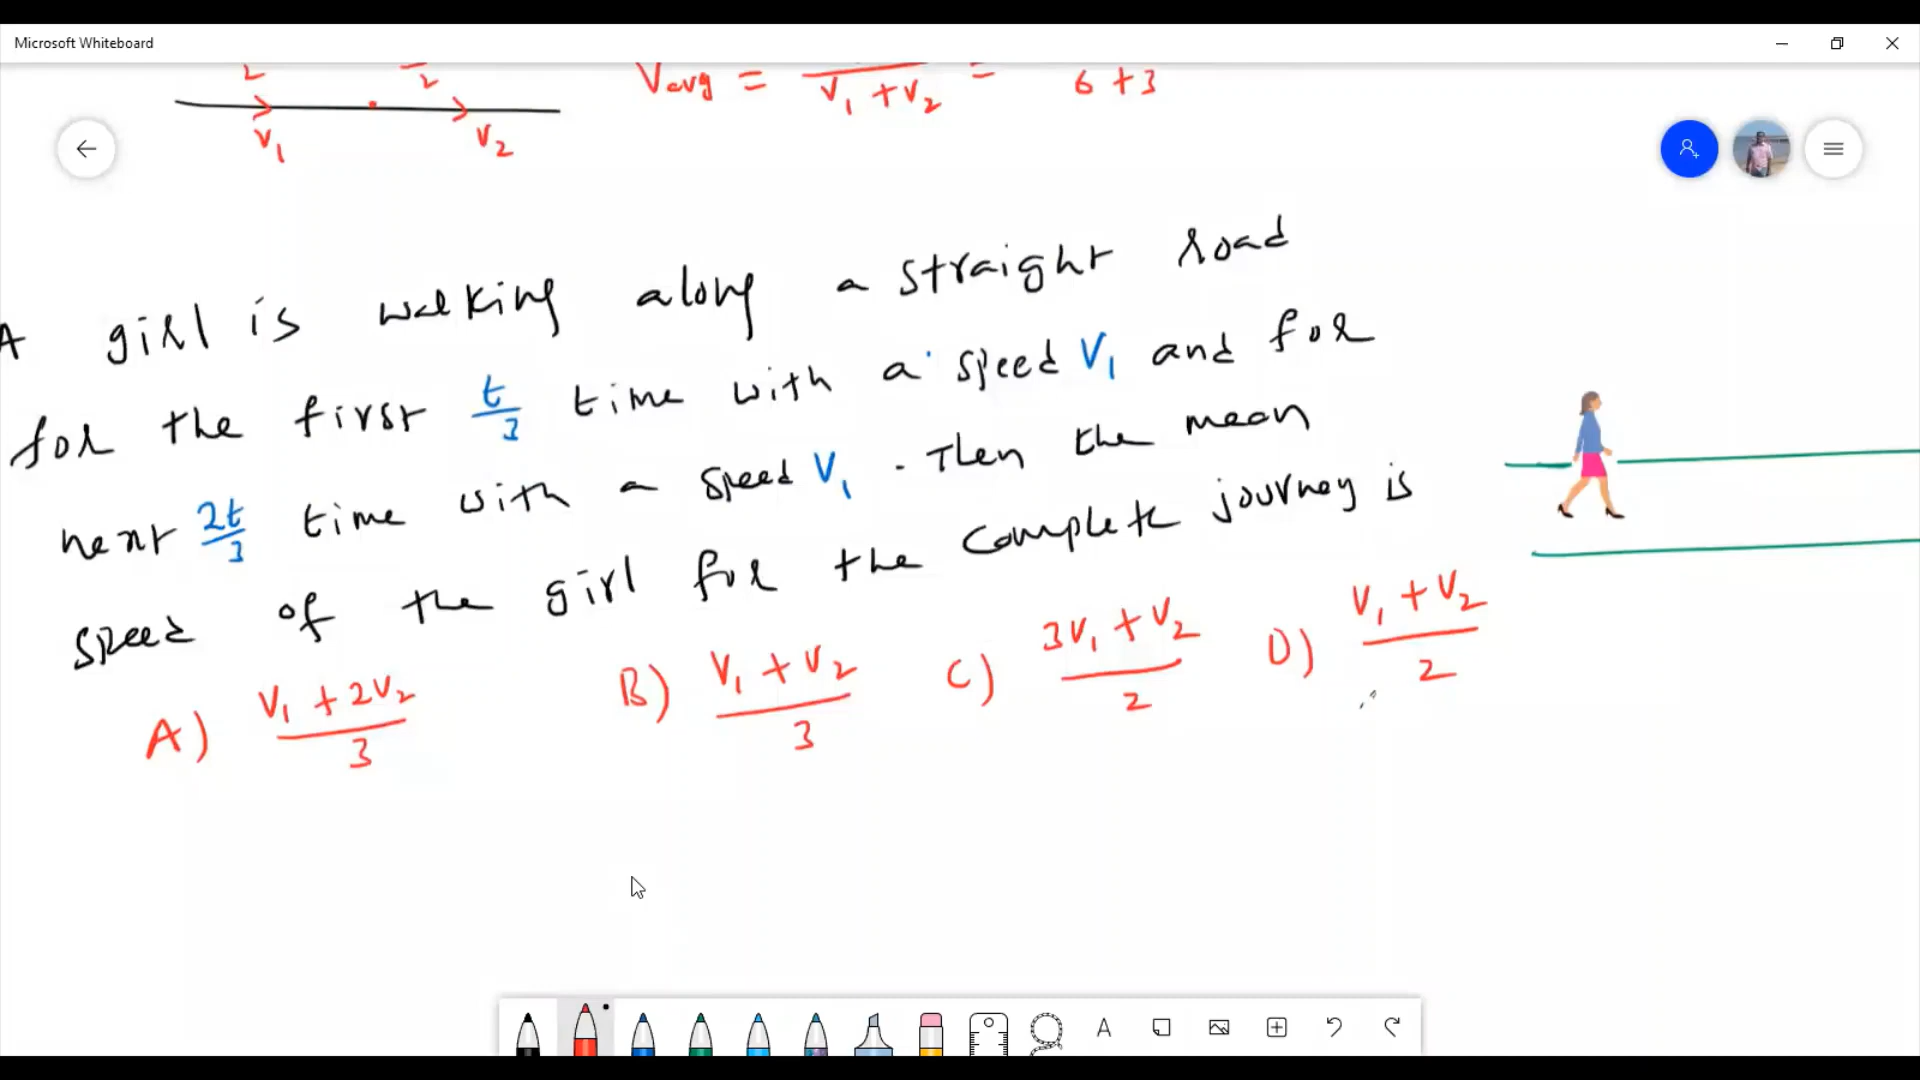 Microsoft Whiteboard
2 2
V1 V2
Vavg = V1 + V2 = 6 + 3
A girl is walking along a straight road
for the first t/3 time with a speed V1 and for
next 2t/3 time with a speed V1 . Then the mean
speed of the girl for the complete journey is
A) V1 + 2V2 / 3 B) V1 + V2 / 3 C) 3V1 + V2 / 2 D) V1 + V2 / 2
A